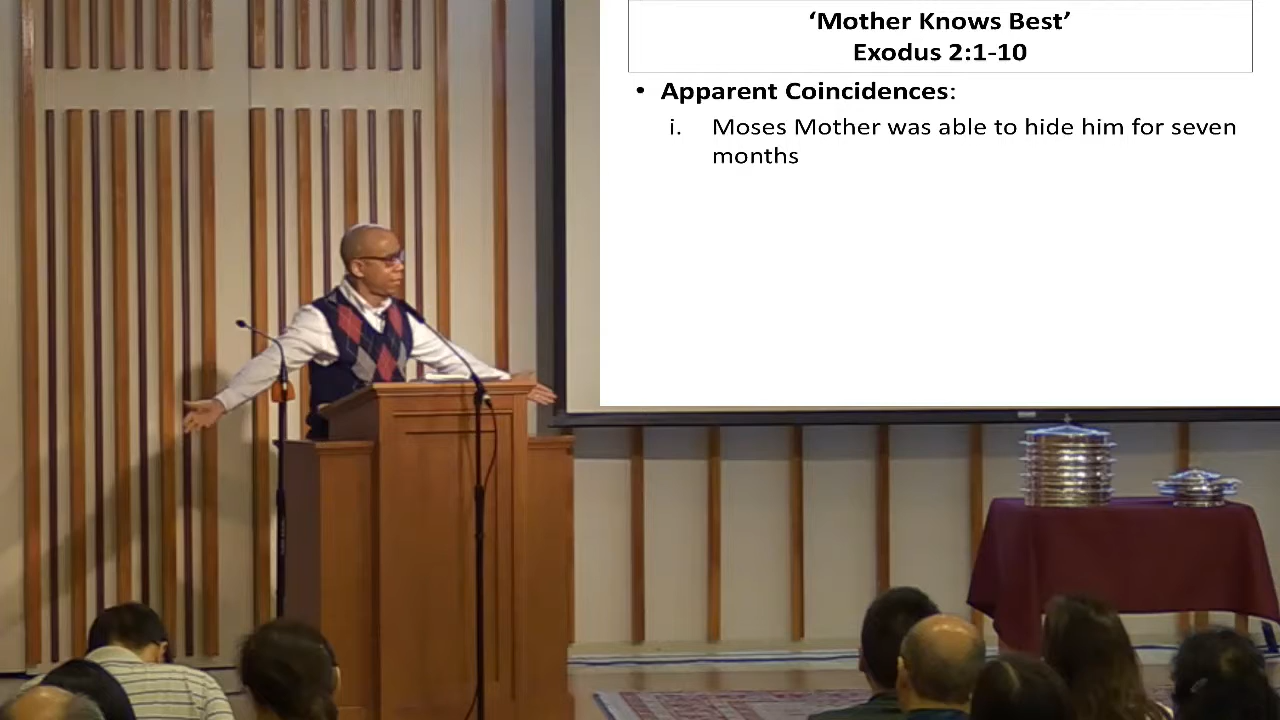 ‘Mother Knows Best’
Exodus 2:1-10
• Apparent Coincidences:
i. Moses Mother was able to hide him for seven
months